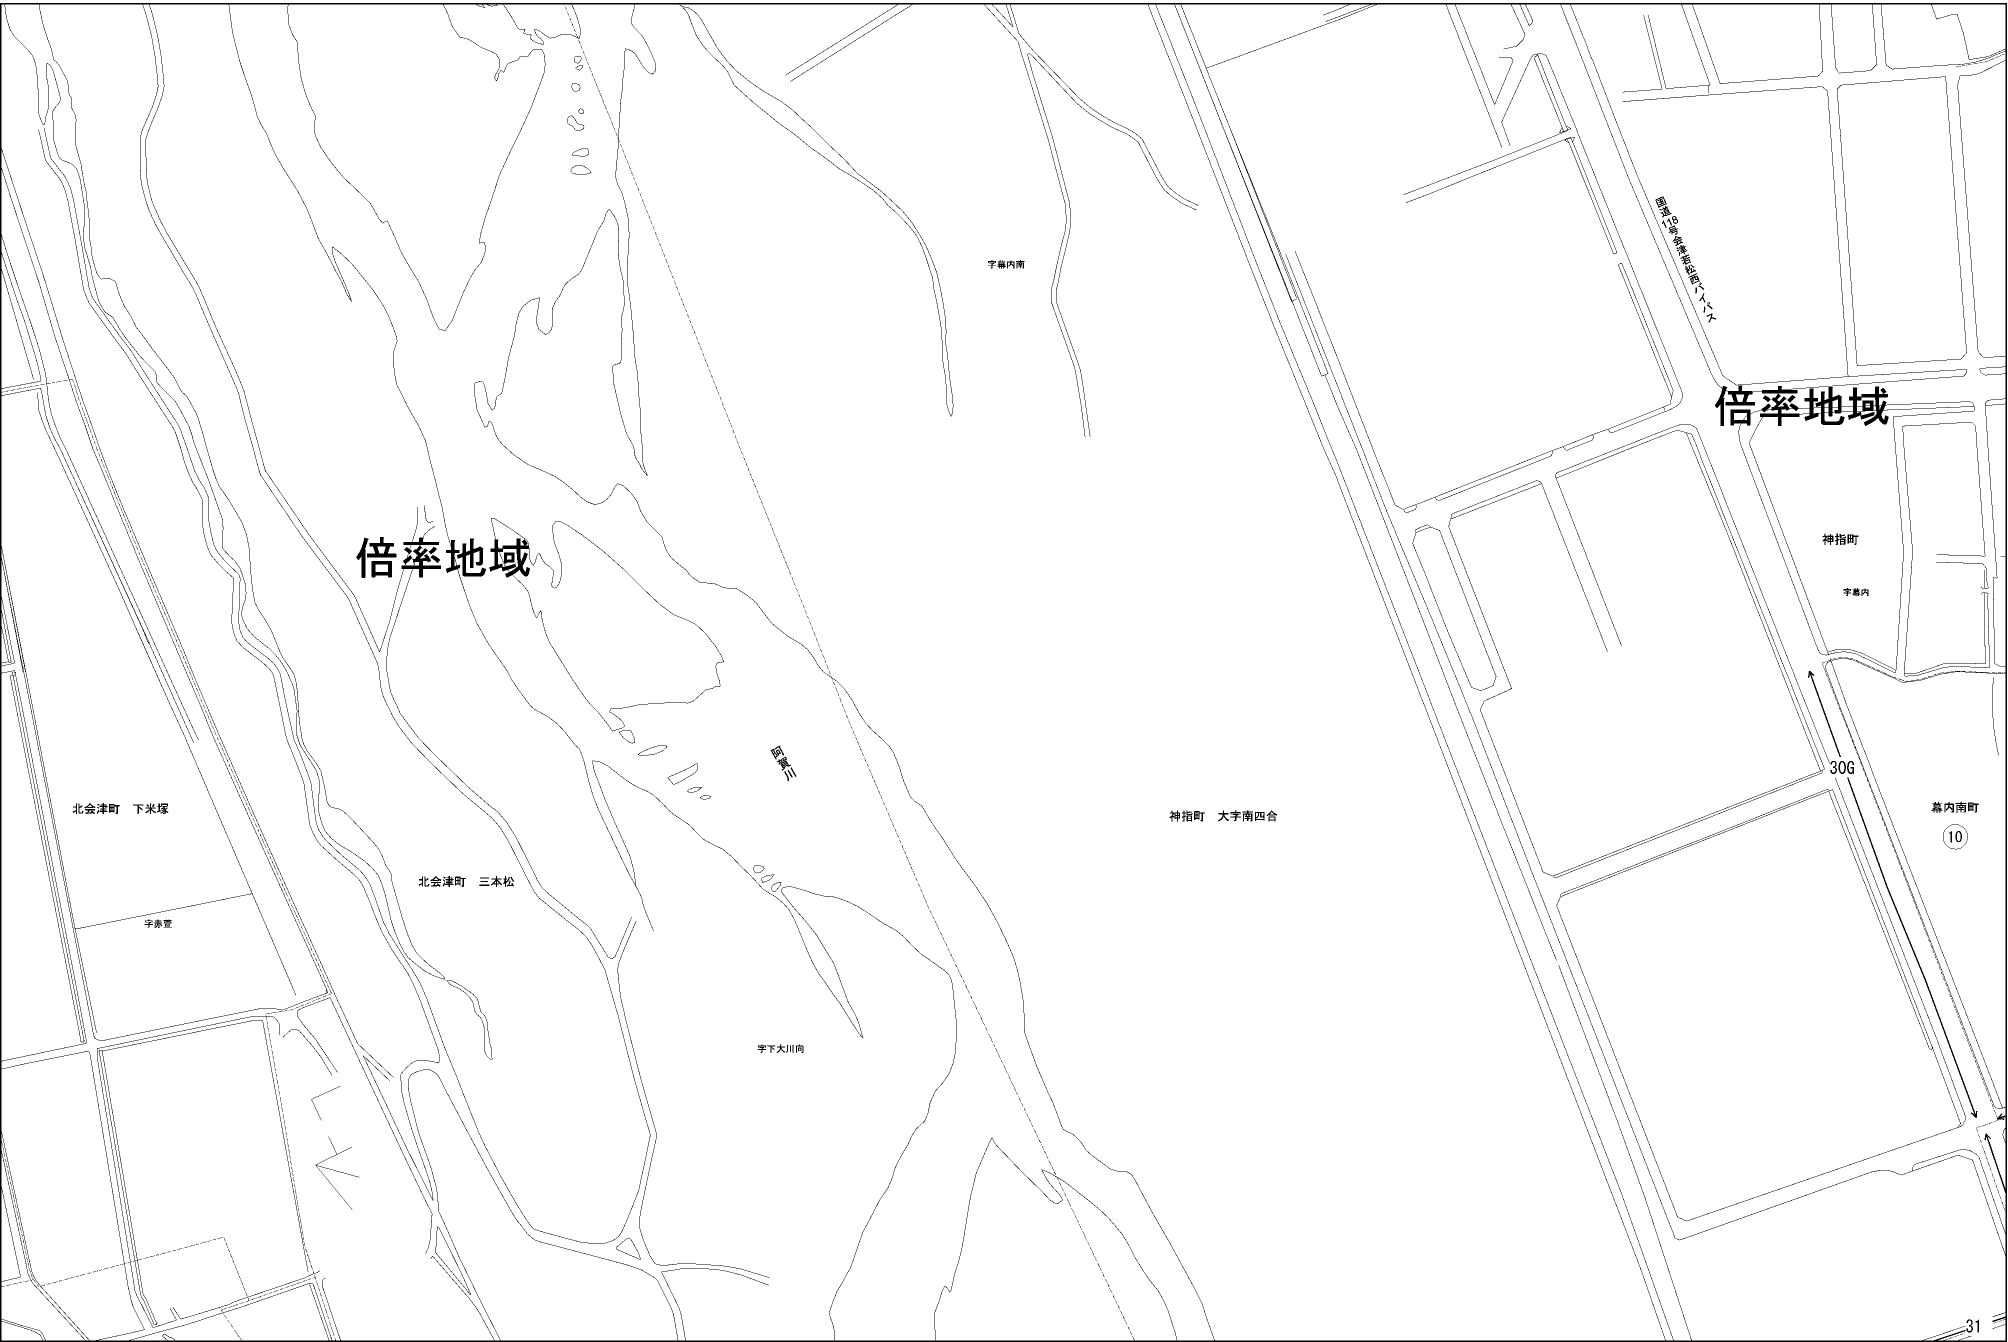 国道118号会津若松西バイパス
字幕内南
倍率地域
倍率地域
神指町
字幕内
阿賀川
30G
北会津町　下米塚
神指町　大字南四合
幕内南町
10
北会津町　三本松
字赤萱
字下大川向
31